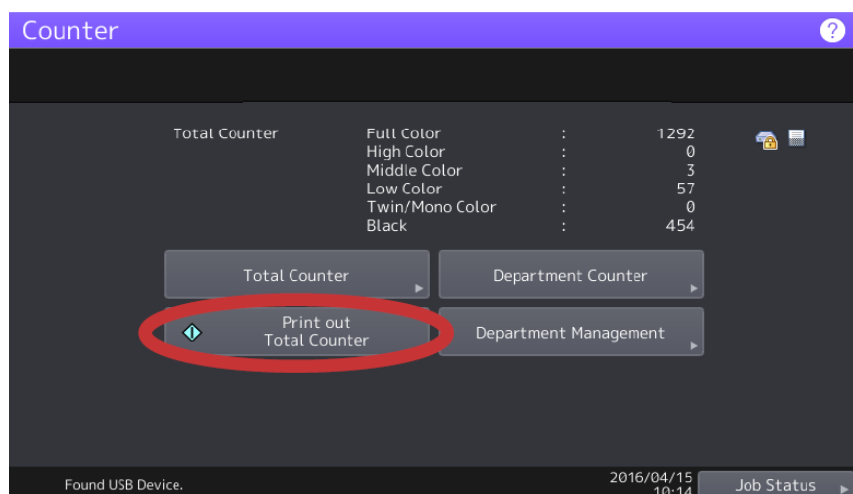 Counter
?
Total Counter Full Color : 1292
High Color : 0
Middle Color : 3
Low Color : 57
Twin/Mono Color : 0
Black : 454
Total Counter
Department Counter
Print out
Total Counter
Department Management
Found USB Device.
2016/04/15
10:14
Job Status